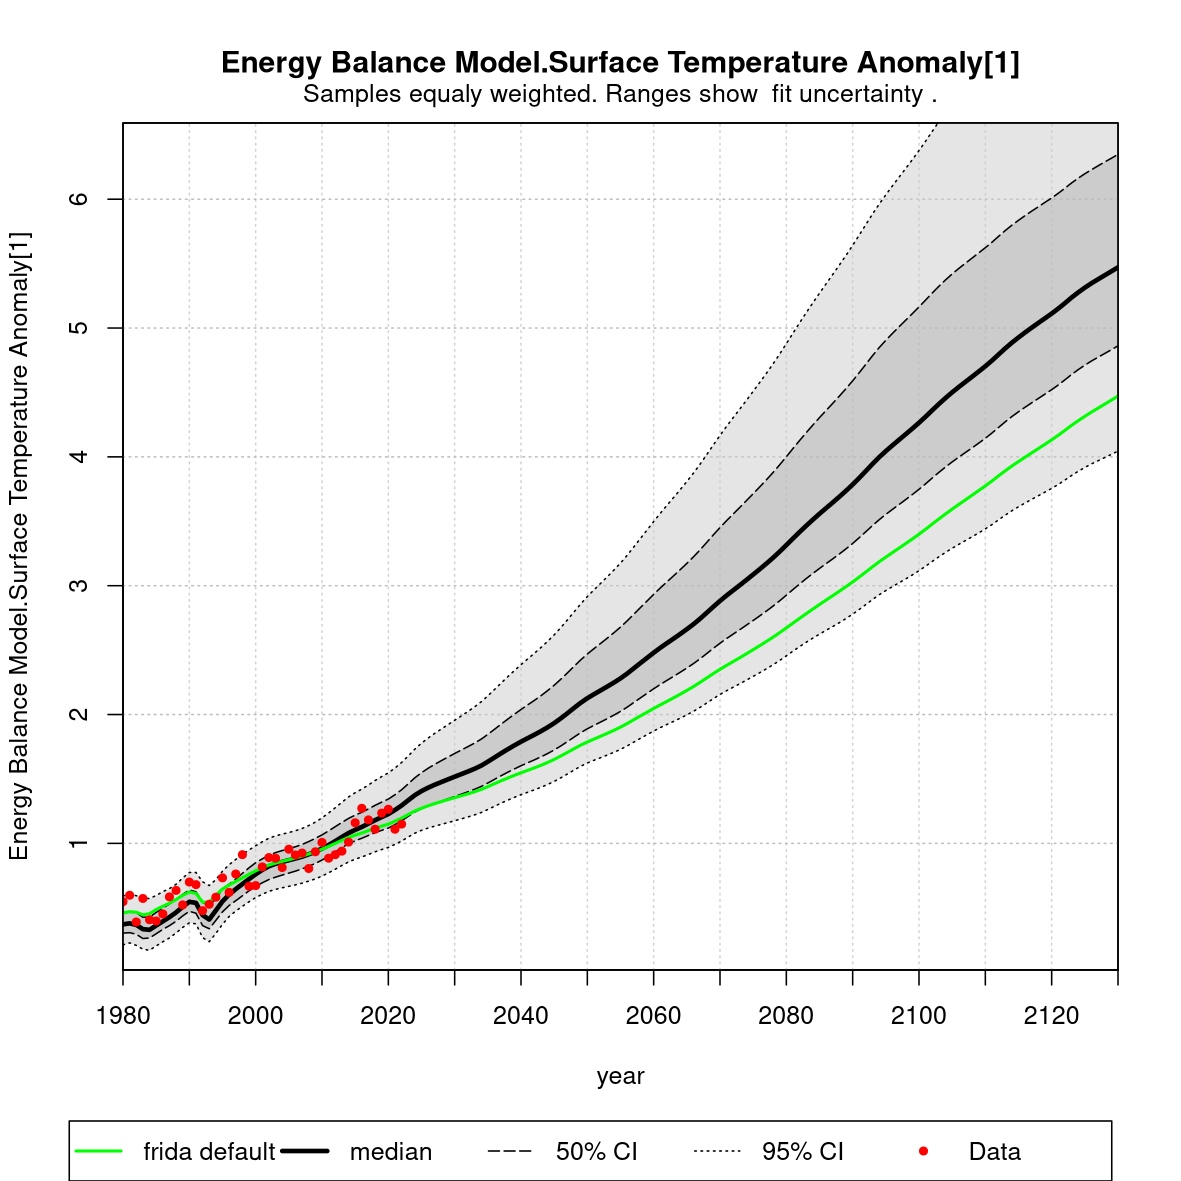 Energy Balance Model.Surface Temperature Anomaly[1]
Samples equaly weighted. Ranges show  fit uncertainty .
Energy Balance Model.Surface Temperature Anomaly[1]
6
5
4
3
2
1
1980 2000 2020 2040 2060 2080 2100 2120
year
frida default median 50% CI 95% CI Data